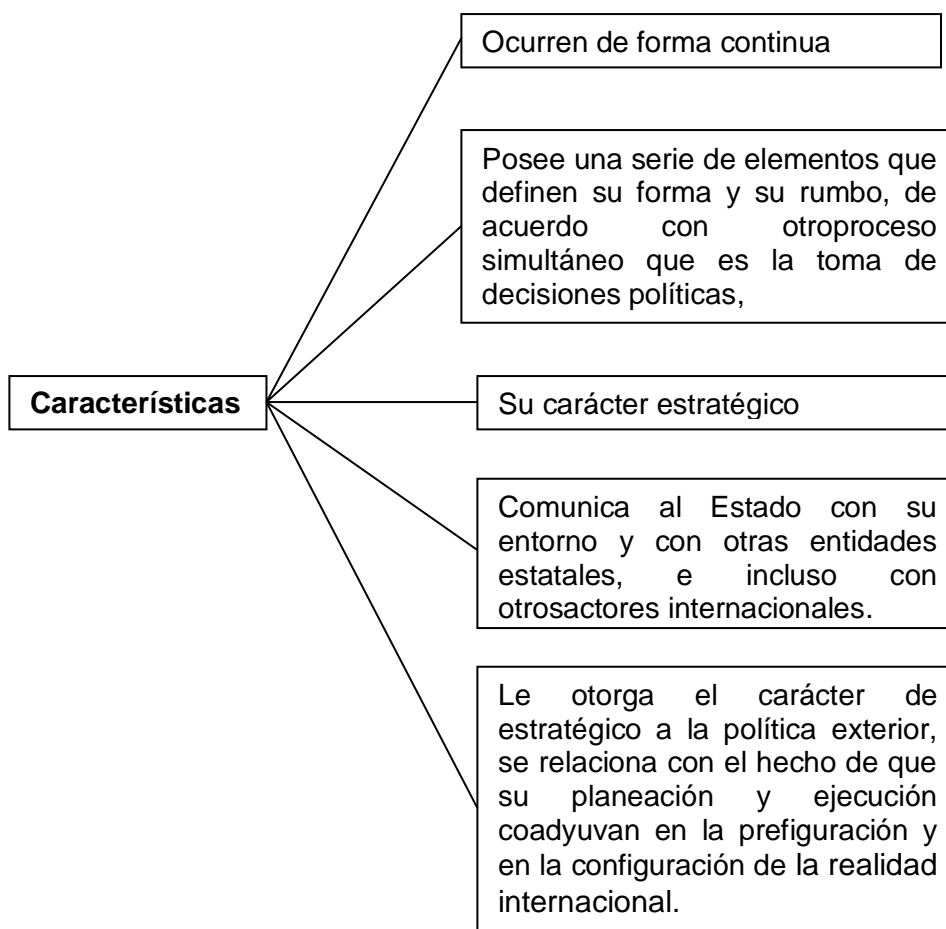 Ocurren de forma continua
Posee una serie de elementos que
definen su forma y su rumbo, de
acuerdo con otroproceso
simultáneo que es la toma de
decisiones políticas,
Características
Su carácter estratégico
Comunica al Estado con su
entorno y con otras entidades
estatales, e incluso con
otrosactores internacionales.
Le otorga el carácter de
estratégico a la política exterior,
se relaciona con el hecho de que
su planeación y ejecución
coadyuvan en la prefiguración y
en la configuración de la realidad
internacional.